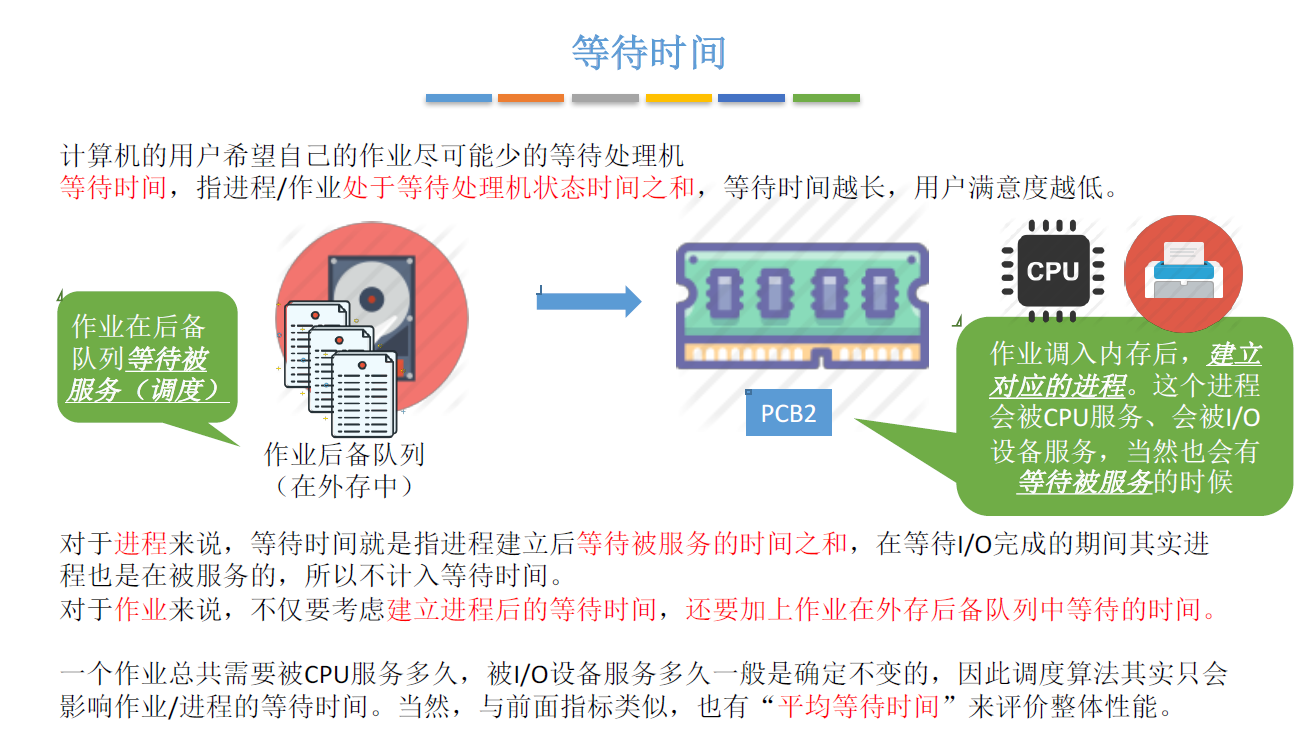 等待时间
计算机的用户希望自己的作业尽可能少的等待处理机
等待时间，指进程/作业处于等待处理机状态时间之和，等待时间越长，用户满意度越低。
作业在后备
队列等待被
服务（调度）
作业后备队列
（在外存中）
PCB2
CPU
作业调入内存后，建立
对应的进程。这个进程
会被CPU服务、会被I/O
设备服务，当然也会有
等待被服务的时候
对于进程来说，等待时间就是指进程建立后等待被服务的时间之和，在等待I/O完成的期间其实进
程也是在被服务的，所以不计入等待时间。
对于作业来说，不仅要考虑建立进程后的等待时间，还要加上作业在外存后备队列中等待的时间。
一个作业总共需要被CPU服务多久，被I/O设备服务多久一般是确定不变的，因此调度算法其实只会
影响作业/进程的等待时间。当然，与前面指标类似，也有“平均等待时间”来评价整体性能。